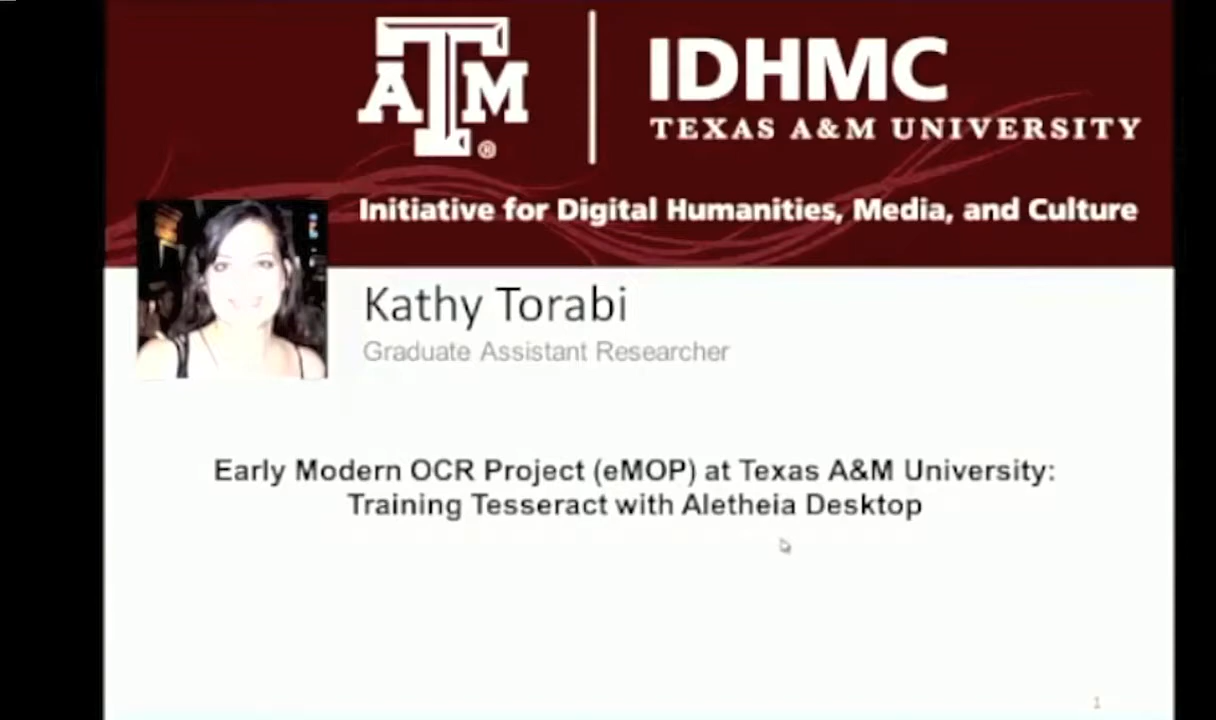 ATM®
IDHMC
TEXAS A&M UNIVERSITY
Initiative for Digital Humanities, Media, and Culture
Kathy Torabi
Graduate Assistant Researcher
Early Modern OCR Project (eMOP) at Texas A&M University:
Training Tesseract with Aletheia Desktop
1